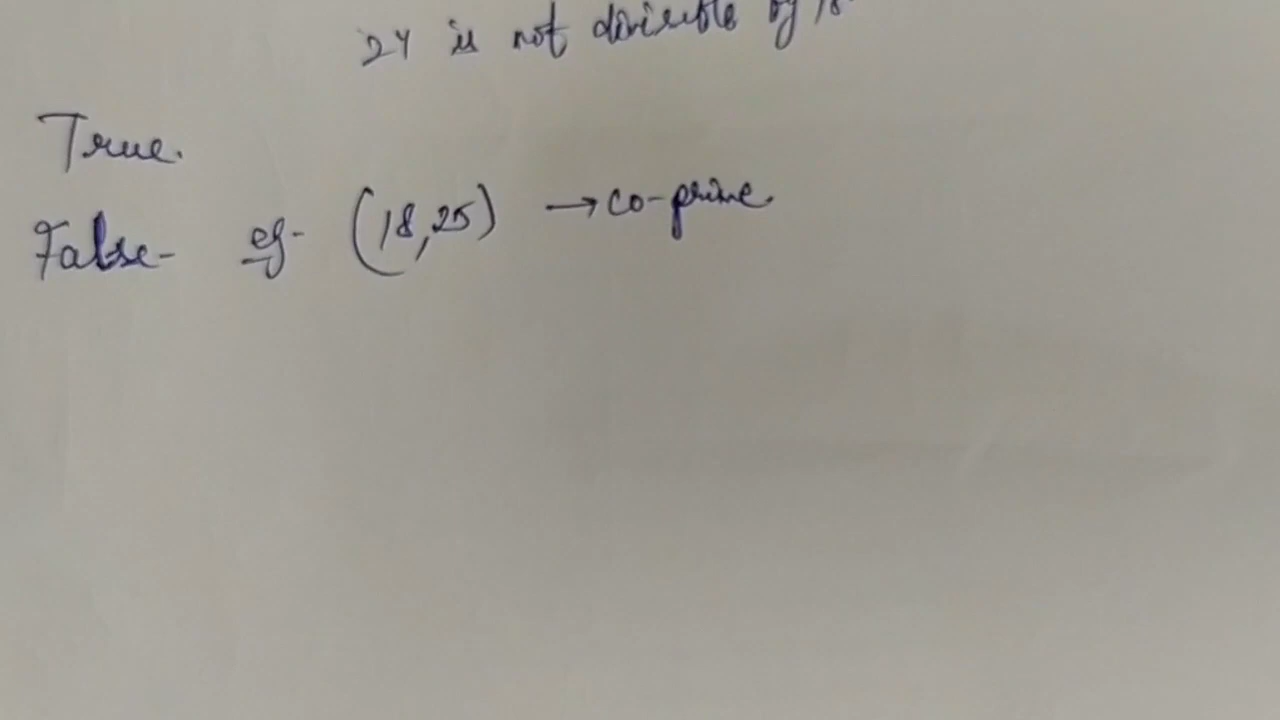 24 is not divisible by 18
True.
False- eg- (18,25) → co-prime.